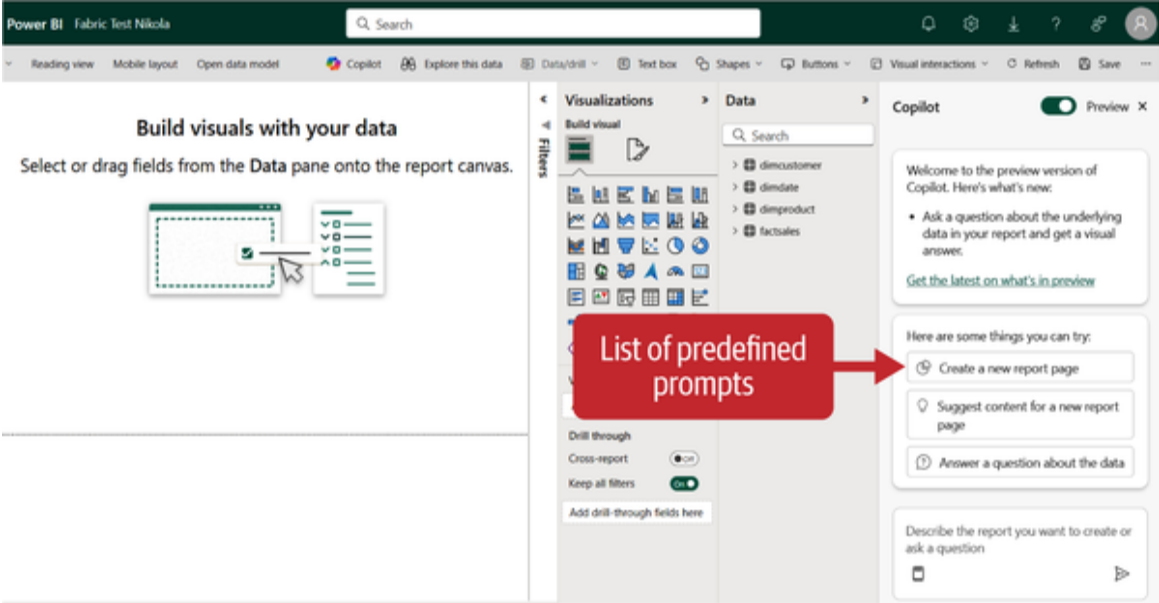 Power BI Fabric Test Nikola
Search
Reading view Mobile layout Open data model Copilot Explore this data Data/drill Text box Shapes Buttons Visual interactions Refresh Save
Build visuals with your data
Select or drag fields from the Data pane onto the report canvas.
Filters
Visualizations
Build visual
Drill through
Cross-report
Off
Keep all filters
On
Add drill-through fields here
Data
Search
dimcustomer
dimdate
dimproduct
factsales
List of predefined
prompts
Copilot
Preview
Welcome to the preview version of
Copilot. Here's what's new:
• Ask a question about the underlying
data in your report and get a visual
answer.
Get the latest on what's in preview
Here are some things you can try:
Create a new report page
Suggest content for a new report
page
Answer a question about the data
Describe the report you want to create or
ask a question